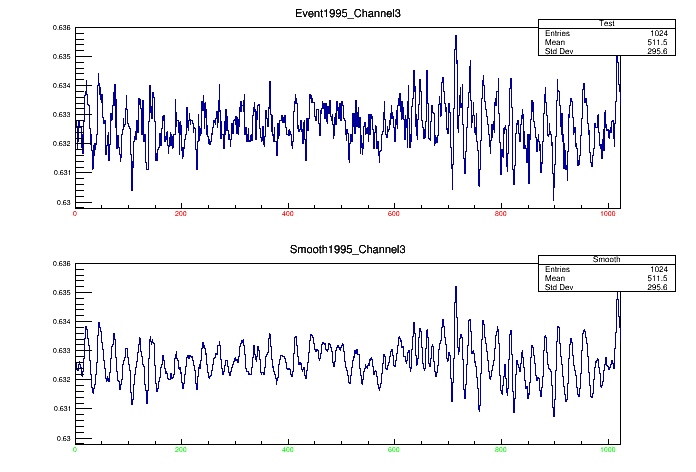 Event1995_Channel3
Test
Entries 1024
Mean 511.5
Std Dev 295.6
0.636
0.635
0.634
0.633
0.632
0.631
0.63
0 200 400 600 800 1000
Smooth1995_Channel3
Smooth
Entries 1024
Mean 511.5
Std Dev 295.6
0.636
0.635
0.634
0.633
0.632
0.631
0.63
0 200 400 600 800 1000